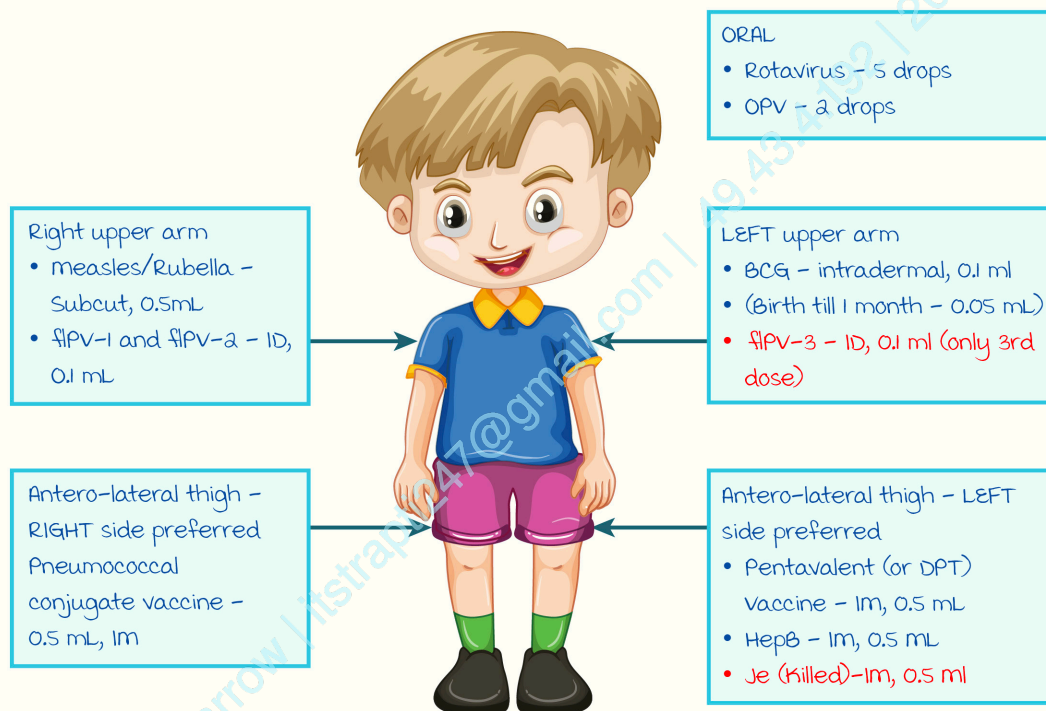 ORAL
• Rotavirus – 5 drops
• OPV – 2 drops
Right upper arm
• Measles/Rubella –
Subcut, 0.5mL
• fIPV-1 and fIPV-2 – ID,
0.1 mL
LEFT upper arm
• BCG – intradermal, 0.1 ml
• (Birth till 1 month – 0.05 mL)
• fIPV-3 – ID, 0.1 ml (only 3rd
dose)
Antero-lateral thigh –
RIGHT side preferred
Pneumococcal
conjugate vaccine –
0.5 mL, IM
Antero-lateral thigh – LEFT
side preferred
• Pentavalent (or DPT)
vaccine – IM, 0.5 mL
• HepB – IM, 0.5 mL
• Je (Killed)-IM, 0.5 ml